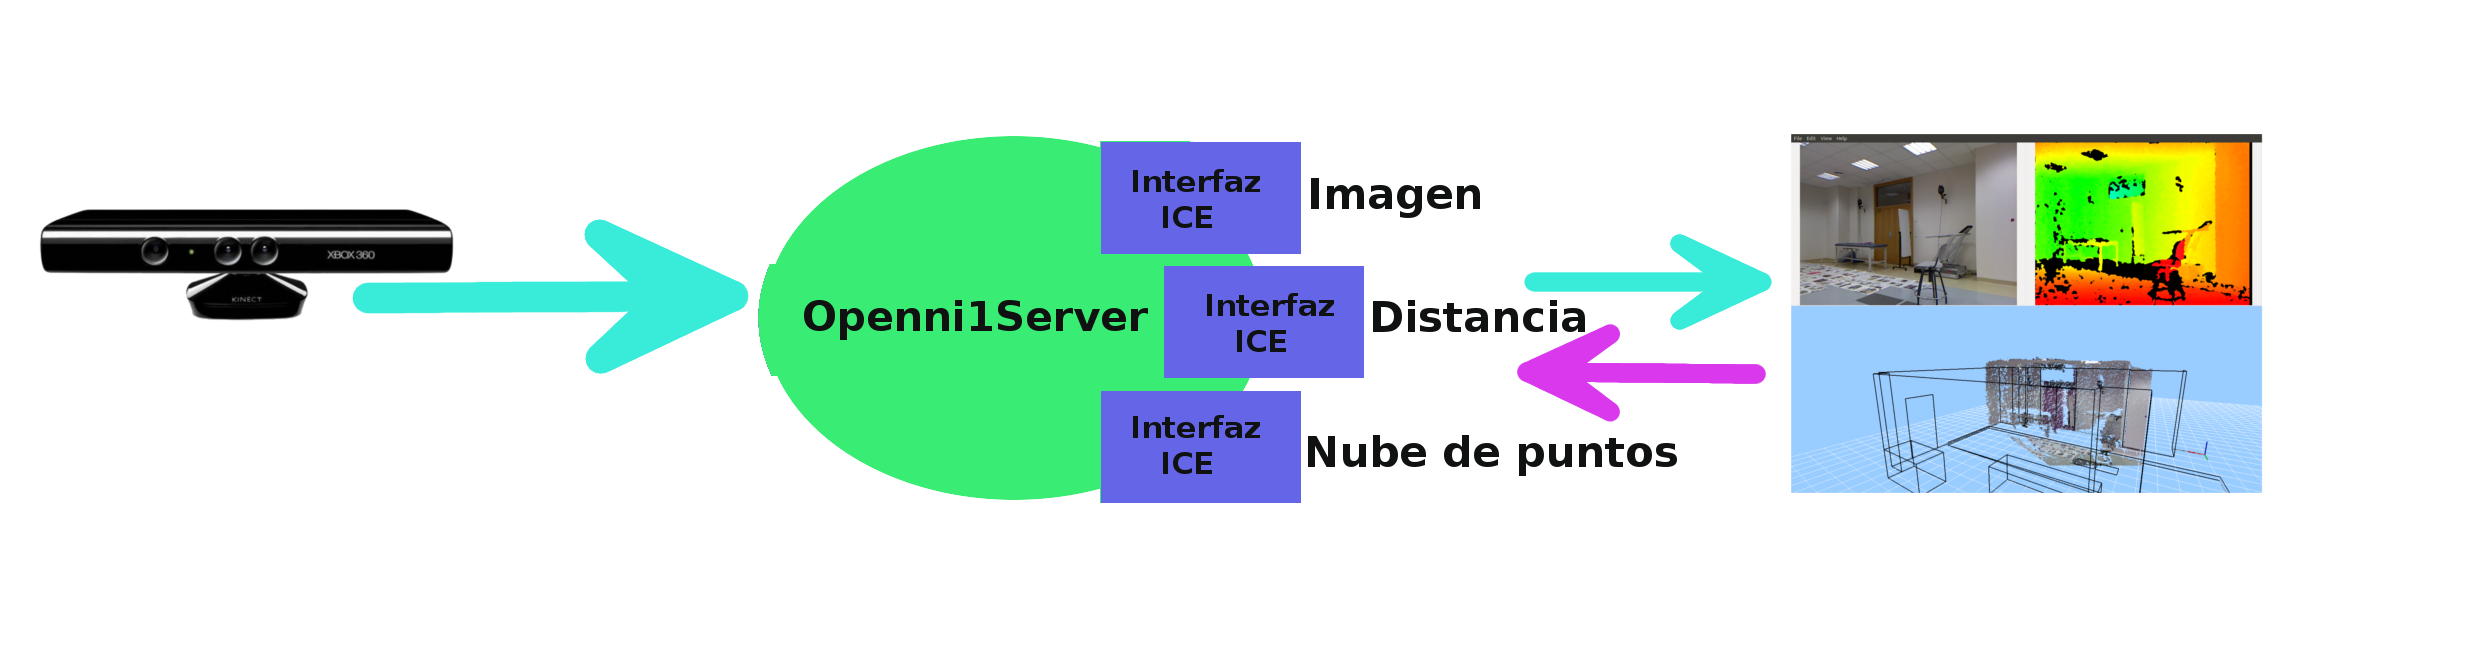 XBOX 360
KINECT
Openni1Server
Interfaz
ICE
Imagen
Interfaz
ICE
Distancia
Interfaz
ICE
Nube de puntos
File Edit View Help